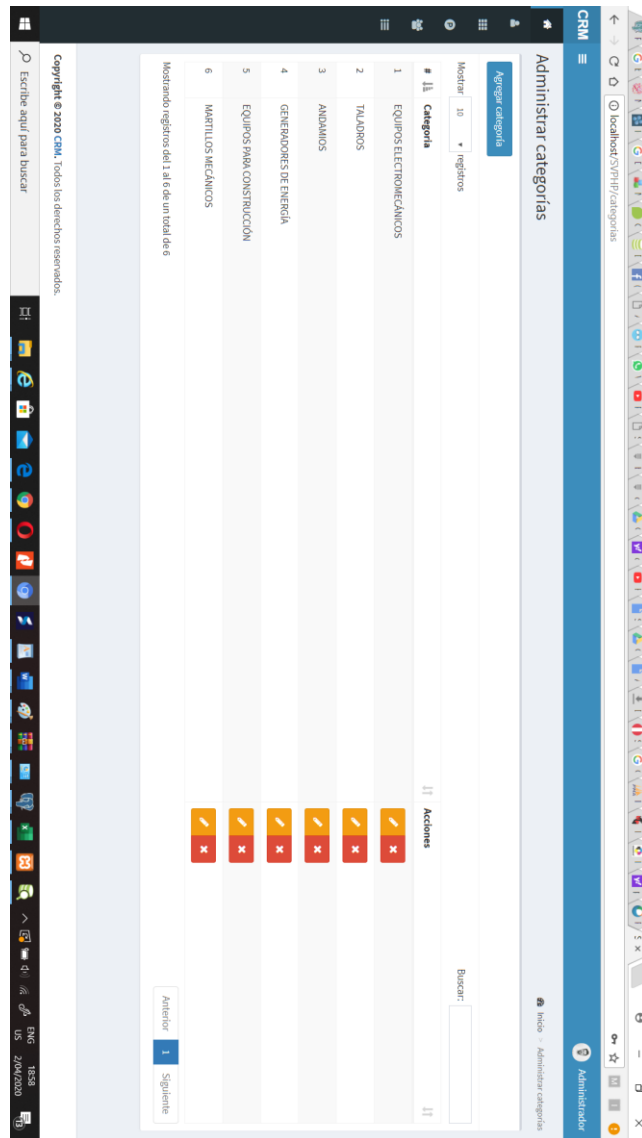 localhost/SVPHP/categorias
CRM
Administrador
Administrar categorías
Inicio > Administrar categorías
Agregar categoría
Mostrar 10 registros
Buscar:
# Categoria Acciones
1 EQUIPOS ELECTROMECÁNICOS
2 TALADROS
3 ANDAMIOS
4 GENERADORES DE ENERGÍA
5 EQUIPOS PARA CONSTRUCCIÓN
6 MARTILLOS MECÁNICOS
Mostrando registros del 1 al 6 de un total de 6
Anterior 1 Siguiente
Copyright © 2020 CRM. Todos los derechos reservados.
Escribe aquí para buscar
ENG
US
18:58
2/04/2020
13